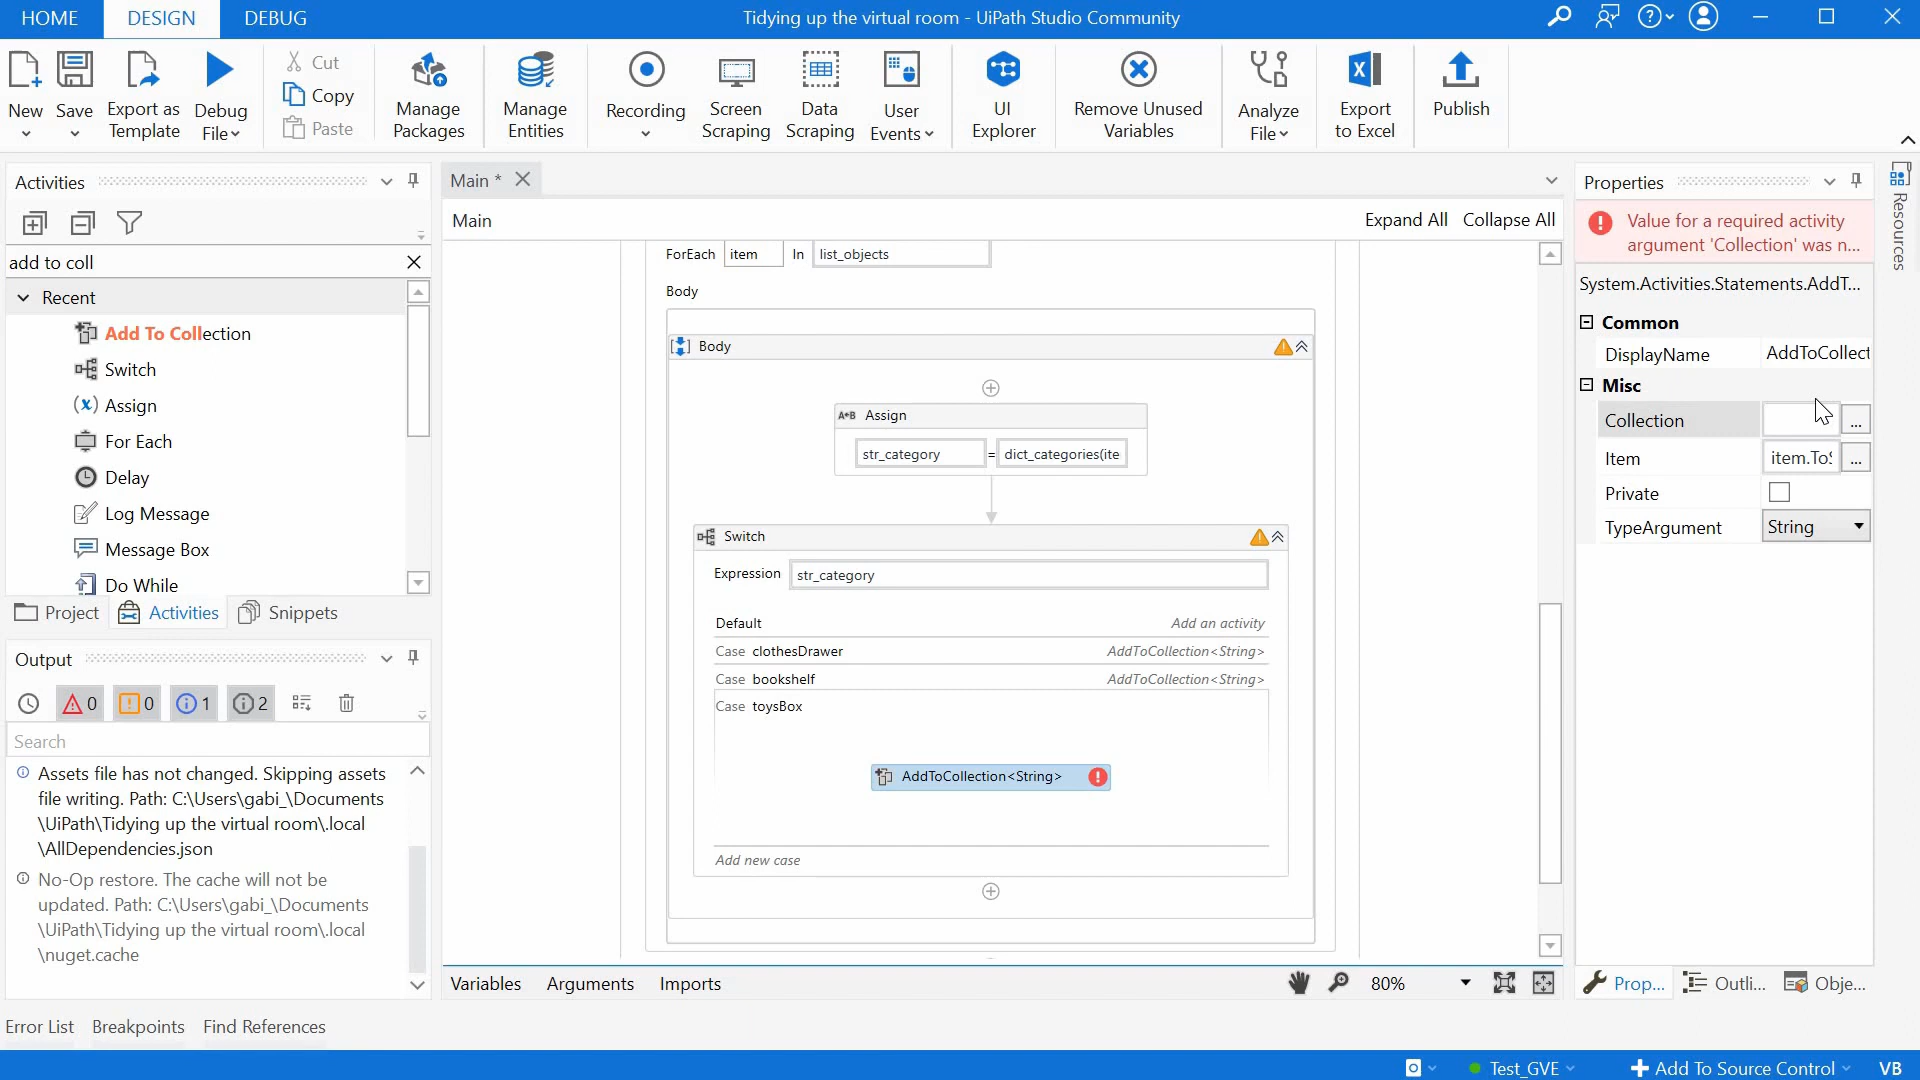 HOME
DESIGN
DEBUG
Tidying up the virtual room - UiPath Studio Community
New
Save
Export as
Template
Debug
File
Cut
Copy
Paste
Manage
Packages
Manage
Entities
Recording
Screen
Scraping
Data
Scraping
User
Events
UI
Explorer
Remove Unused
Variables
Analyze
File
Export
to Excel
Publish
Activities
add to coll
Recent
Add To Collection
Switch
Assign
For Each
Delay
Log Message
Message Box
Do While
Project
Activities
Snippets
Output
0
0
1
2
Search
Assets file has not changed. Skipping assets
file writing. Path: C:\Users\gabi_\Documents
\UiPath\Tidying up the virtual room\.local
\AllDependencies.json
No-Op restore. The cache will not be
updated. Path: C:\Users\gabi_\Documents
\UiPath\Tidying up the virtual room\.local
\nuget.cache
Main *
Main
Expand All
Collapse All
ForEach item In list_objects
Body
Body
A+B Assign
str_category = dict_categories(ite
Switch
Expression str_category
Default Add an activity
Case clothesDrawer AddToCollection<String>
Case bookshelf AddToCollection<String>
Case toysBox
AddToCollection<String>
Add new case
Variables
Arguments
Imports
80%
Properties
Value for a required activity
argument 'Collection' was n...
System.Activities.Statements.AddT...
Common
DisplayName AddToCollect
Misc
Collection ...
Item item.ToS ...
Private
TypeArgument String
Prop...
Outli...
Obje...
Resources
Error List
Breakpoints
Find References
Test_GVE
Add To Source Control
VB